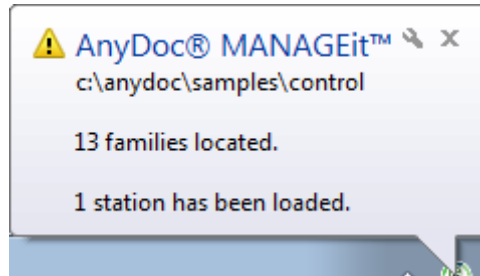 AnyDoc® MANAGEit™
c:\anydoc\samples\control
13 families located.
1 station has been loaded.